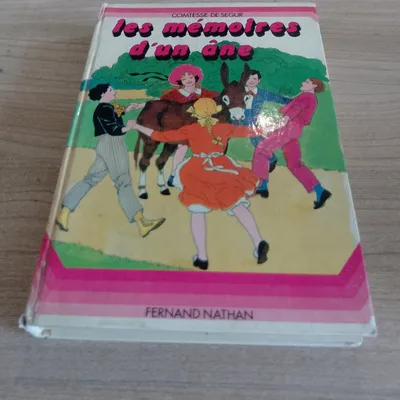 COMTESSE DE SEGUR
les mémoires
d'un âne
FERNAND NATHAN